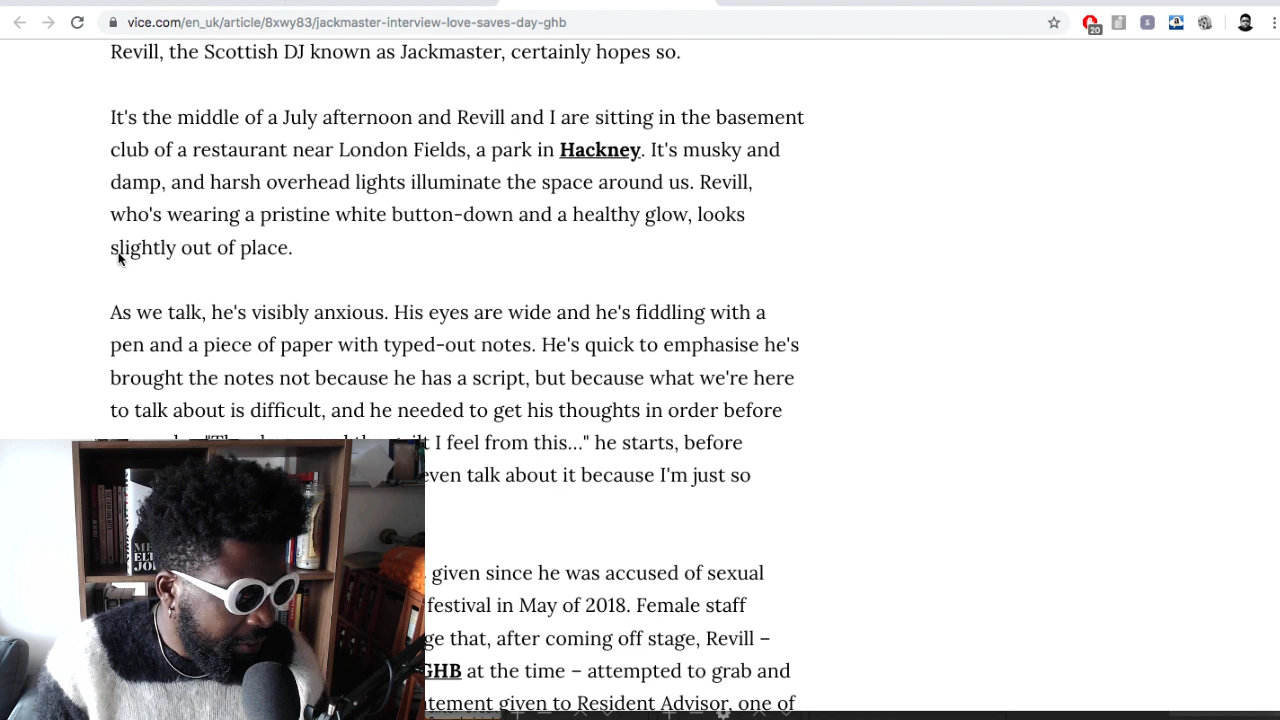 vice.com/en_uk/article/8xwy83/jackmaster-interview-love-saves-day-ghb
20
Revill, the Scottish DJ known as Jackmaster, certainly hopes so.
It's the middle of a July afternoon and Revill and I are sitting in the basement
club of a restaurant near London Fields, a park in Hackney. It's musky and
damp, and harsh overhead lights illuminate the space around us. Revill,
who's wearing a pristine white button-down and a healthy glow, looks
slightly out of place.
As we talk, he's visibly anxious. His eyes are wide and he's fiddling with a
pen and a piece of paper with typed-out notes. He's quick to emphasise he's
brought the notes not because he has a script, but because what we're here
to talk about is difficult, and he needed to get his thoughts in order before
I feel from this…" he starts, before
even talk about it because I'm just so
given since he was accused of sexual
festival in May of 2018. Female staff
that, after coming off stage, Revill –
GHB at the time – attempted to grab and
given to Resident Advisor, one of